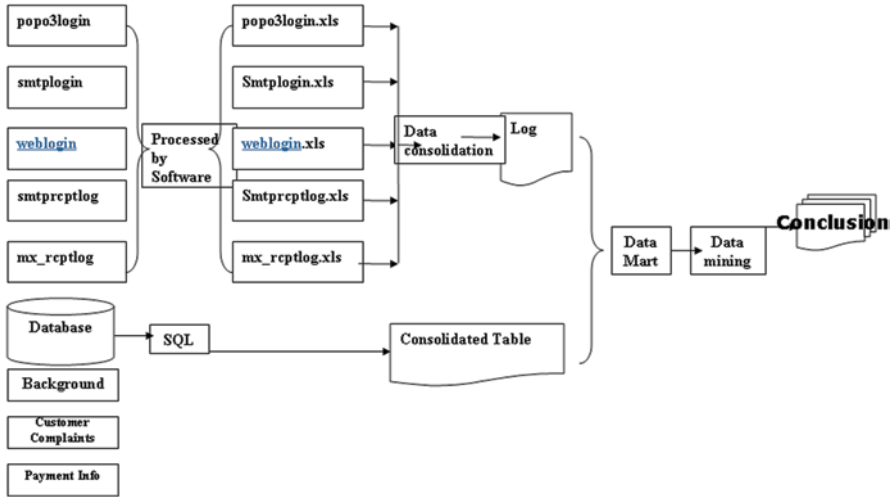 popo3login
smtplogin
weblogin
smtprcptlog
mx_rcptlog
Processed
by
Software
popo3login.xls
Smtplogin.xls
weblogin.xls
Smtprcptlog.xls
mx_rcptlog.xls
Data
consolidation
Log
Database
SQL
Consolidated Table
Background
Customer
Complaints
Payment Info
Data
Mart
Data
mining
Conclusion